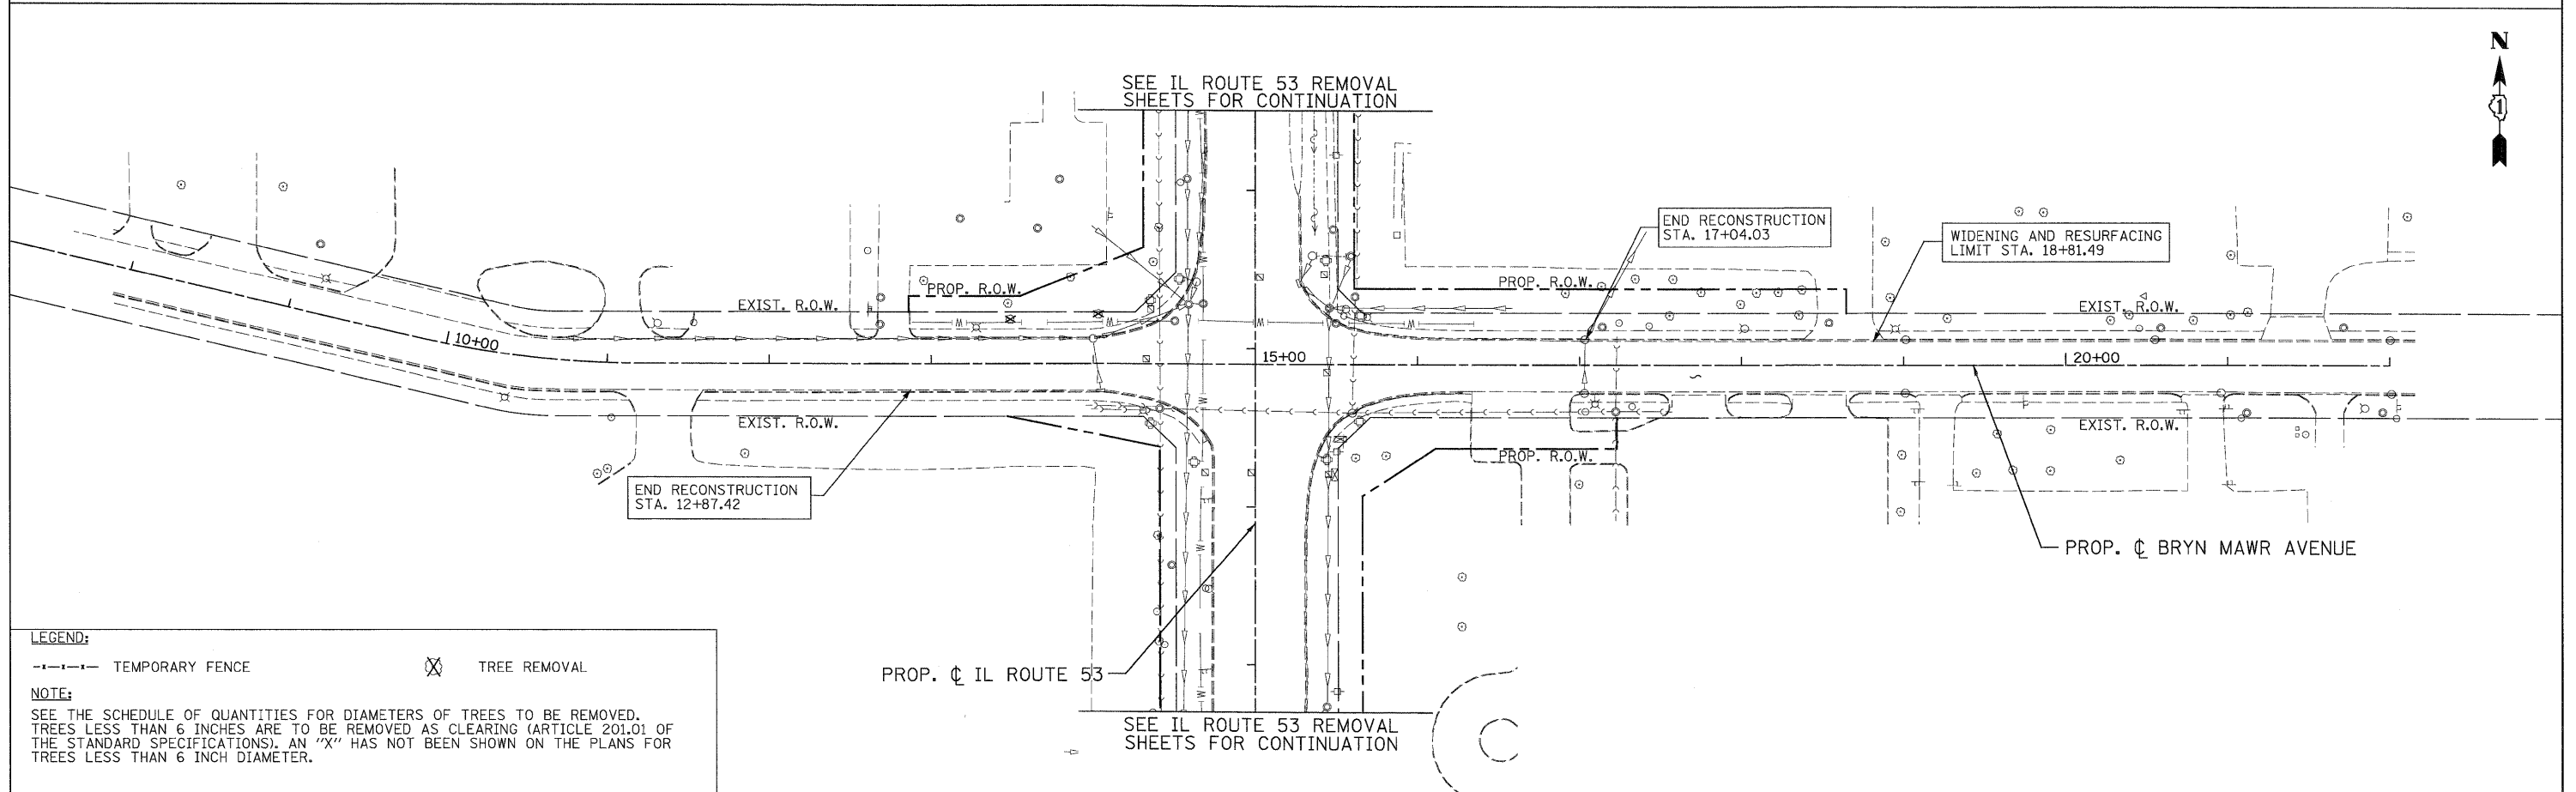 N
1
SEE IL ROUTE 53 REMOVAL
SHEETS FOR CONTINUATION
END RECONSTRUCTION
STA. 17+04.03
WIDENING AND RESURFACING
LIMIT STA. 18+81.49
PROP. R.O.W.
PROP. R.O.W.
EXIST. R.O.W.
EXIST. R.O.W.
W
W
W
W
10+00
15+00
20+00
EXIST. R.O.W.
EXIST. R.O.W.
PROP. R.O.W.
END RECONSTRUCTION
STA. 12+87.42
PROP. ℄ BRYN MAWR AVENUE
PROP. ℄ IL ROUTE 53
SEE IL ROUTE 53 REMOVAL
SHEETS FOR CONTINUATION
LEGEND:
TEMPORARY FENCE
TREE REMOVAL
NOTE:
SEE THE SCHEDULE OF QUANTITIES FOR DIAMETERS OF TREES TO BE REMOVED.
TREES LESS THAN 6 INCHES ARE TO BE REMOVED AS CLEARING (ARTICLE 201.01 OF
THE STANDARD SPECIFICATIONS). AN "X" HAS NOT BEEN SHOWN ON THE PLANS FOR
TREES LESS THAN 6 INCH DIAMETER.